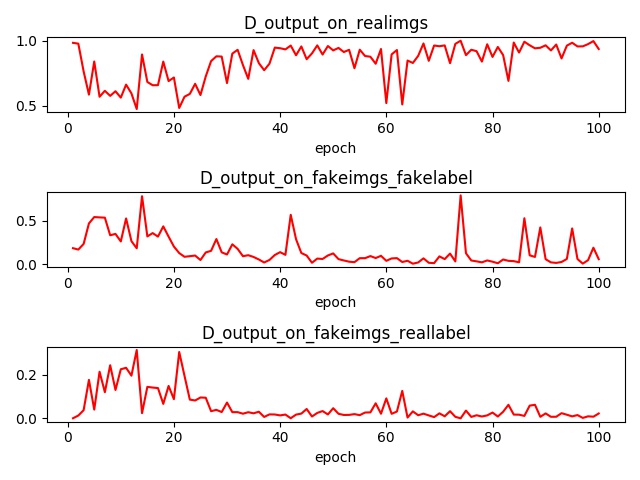 D_output_on_realimgs
1.0
0.5
0 20 40 60 80 100
epoch
D_output_on_fakeimgs_fakelabel
0.5
0.0
0 20 40 60 80 100
epoch
D_output_on_fakeimgs_reallabel
0.2
0.0
0 20 40 60 80 100
epoch